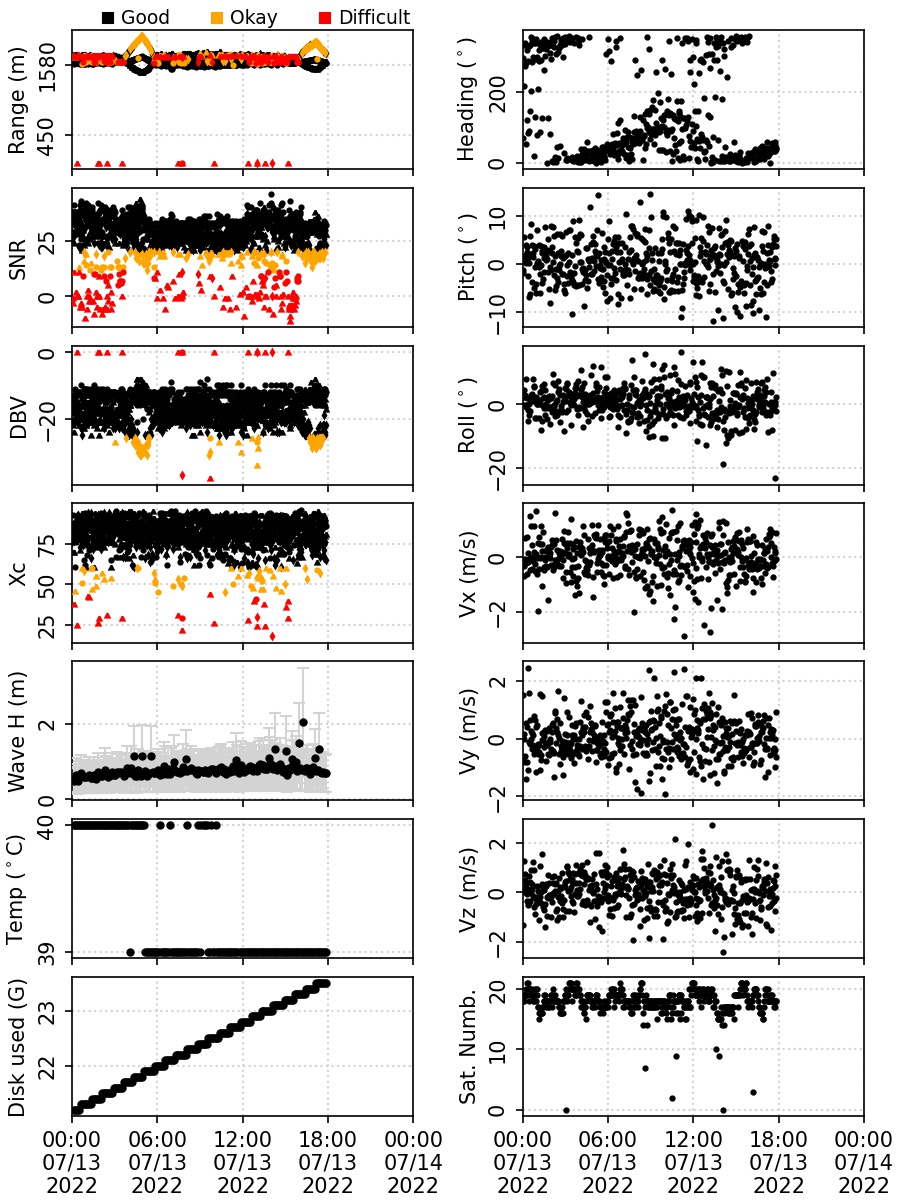 Good Okay Difficult
Range (m)
1580
450
Heading (°)
200
0
SNR
25
0
Pitch (°)
10
0
−10
DBV
0
−20
Roll (°)
0
−20
Xc
75
50
25
Vx (m/s)
0
−2
Wave H (m)
2
0
Vy (m/s)
2
0
−2
Temp (°C)
40
39
Vz (m/s)
2
0
−2
Disk used (G)
23
22
Sat. Numb.
20
10
0
00:00 06:00 12:00 18:00 00:00
07/13 07/13 07/13 07/13 07/14
2022 2022 2022 2022 2022
00:00 06:00 12:00 18:00 00:00
07/13 07/13 07/13 07/13 07/14
2022 2022 2022 2022 2022